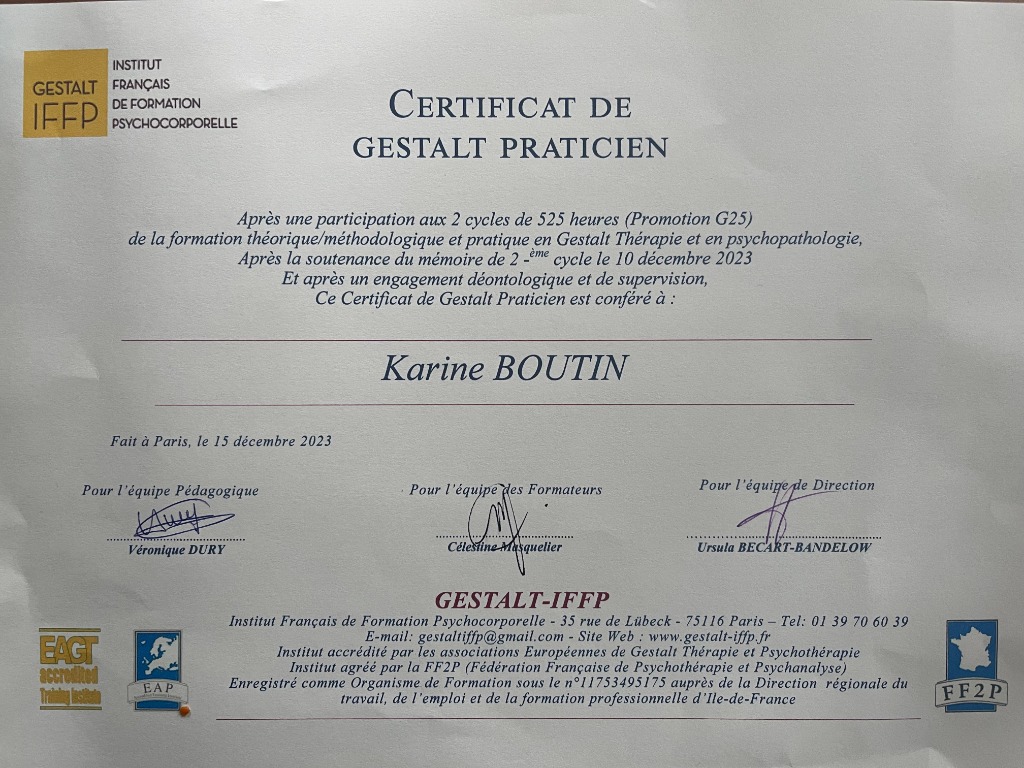 GESTALT
IFFP
INSTITUT
FRANÇAIS
DE FORMATION
PSYCHOCORPORELLE
CERTIFICAT DE
GESTALT PRATICIEN
Après une participation aux 2 cycles de 525 heures (Promotion G25)
de la formation théorique/méthodologique et pratique en Gestalt Thérapie et en psychopathologie,
Après la soutenance du mémoire de 2 -ème cycle le 10 décembre 2023
Et après un engagement déontologique et de supervision,
Ce Certificat de Gestalt Praticien est conféré à :
Karine BOUTIN
Fait à Paris, le 15 décembre 2023
Pour l'équipe Pédagogique
Véronique DURY
Pour l'équipe des Formateurs
Célestine Masquelier
Pour l'équipe de Direction
Ursula BECART-BANDELOW
GESTALT-IFFP
Institut Français de Formation Psychocorporelle - 35 rue de Lübeck - 75116 Paris – Tel: 01 39 70 60 39
E-mail: gestaltiffp@gmail.com - Site Web : www.gestalt-iffp.fr
Institut accrédité par les associations Européennes de Gestalt Thérapie et Psychothérapie
Institut agréé par la FF2P (Fédération Française de Psychothérapie et Psychanalyse)
Enregistré comme Organisme de Formation sous le n°11753495175 auprès de la Direction régionale du
travail, de l'emploi et de la formation professionnelle d'Ile-de-France
EAGT
accredited
Training Institute
EAP
FF2P